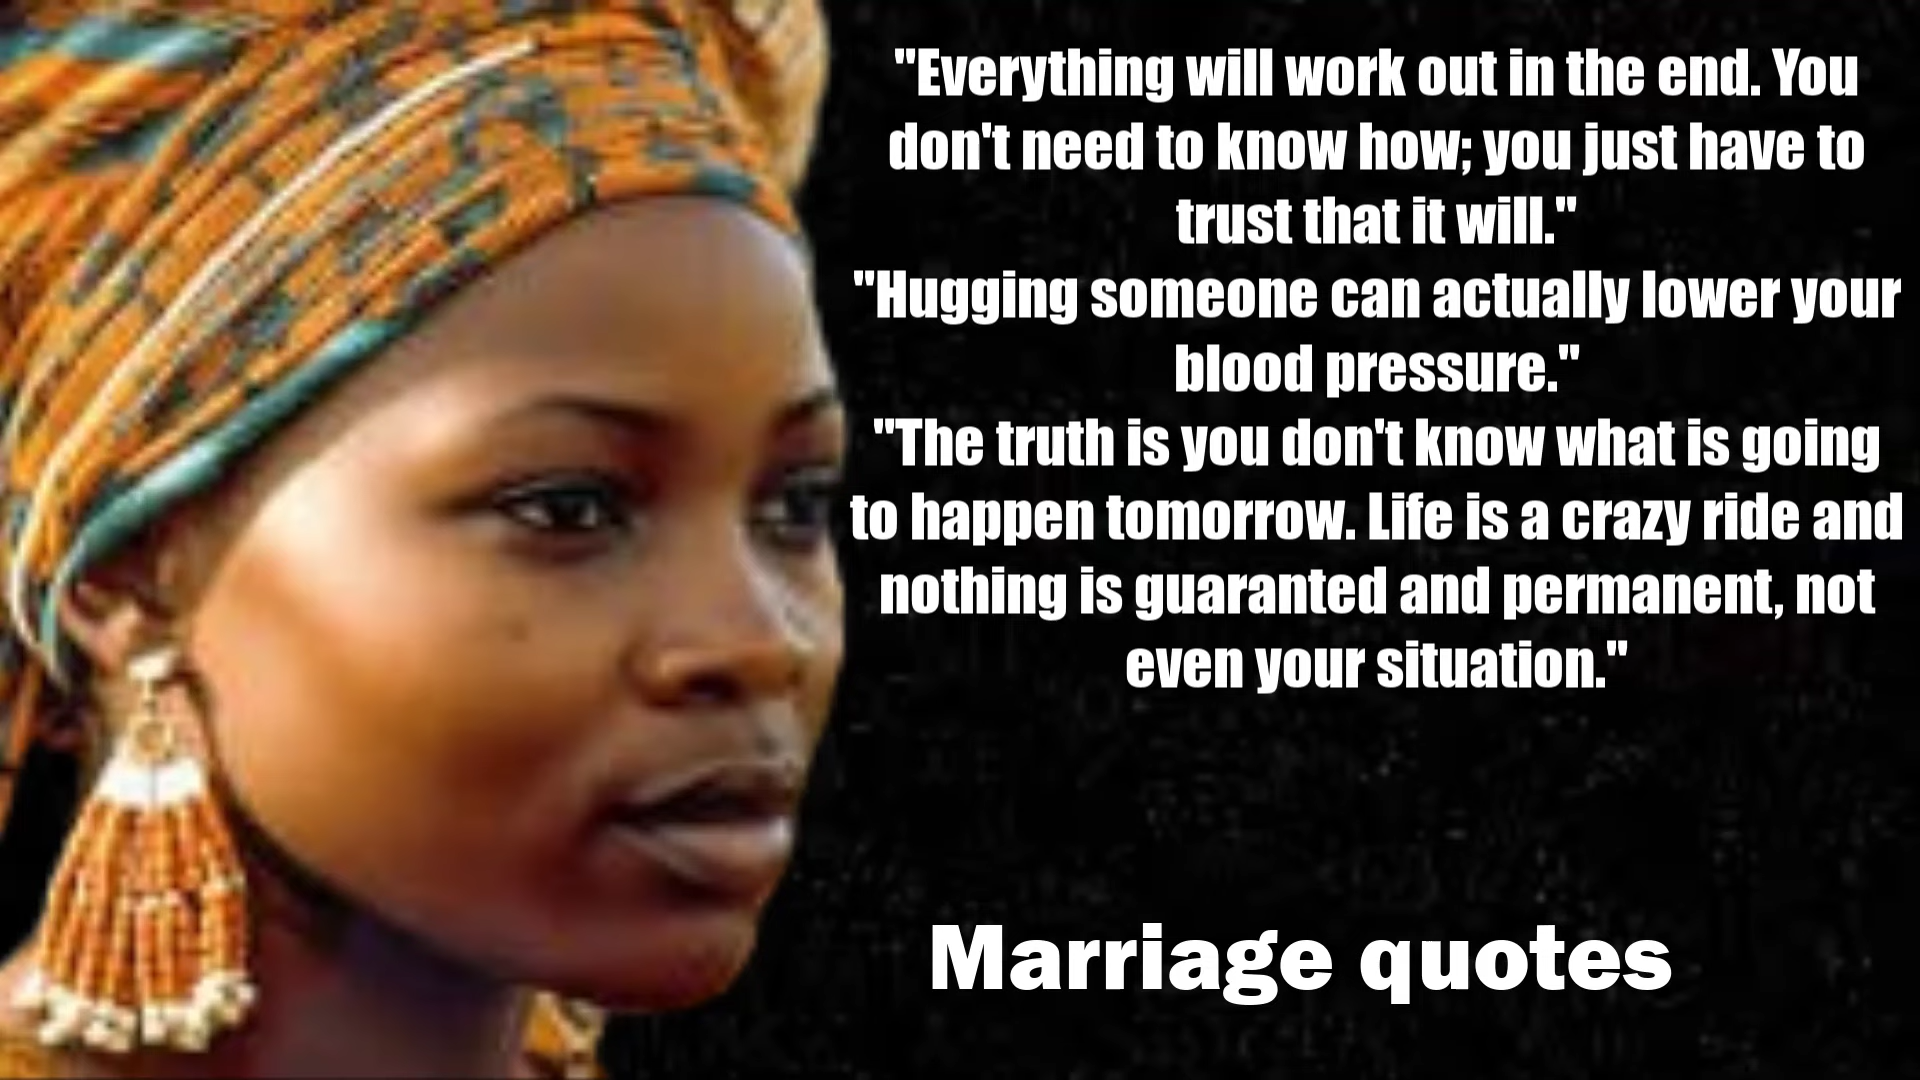 "Everything will work out in the end. You
don't need to know how; you just have to
trust that it will."
"Hugging someone can actually lower your
blood pressure."
"The truth is you don't know what is going
to happen tomorrow. Life is a crazy ride and
nothing is guaranted and permanent, not
even your situation."
Marriage quotes